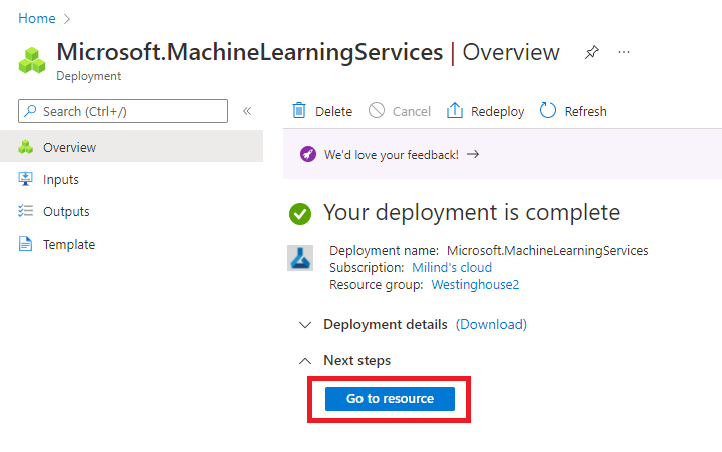 Home >
Microsoft.MachineLearningServices | Overview
Deployment
Search (Ctrl+/)
Delete
Cancel
Redeploy
Refresh
Overview
Inputs
Outputs
Template
We'd love your feedback! →
Your deployment is complete
Deployment name: Microsoft.MachineLearningServices
Subscription: Milind's cloud
Resource group: Westinghouse2
Deployment details (Download)
Next steps
Go to resource